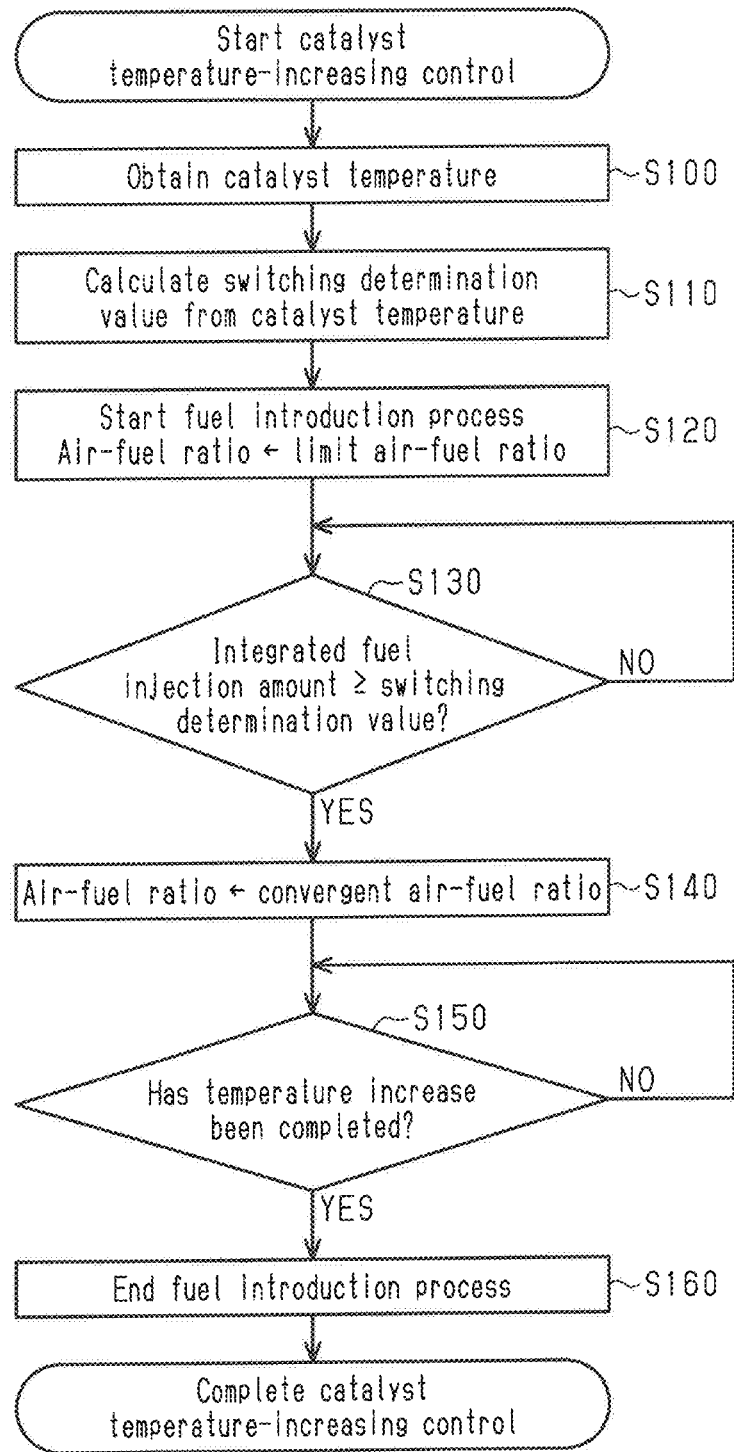 Start catalyst
temperature-increasing control
Obtain catalyst temperature
S100
Calculate switching determination
value from catalyst temperature
S110
Start fuel introduction process
Air-fuel ratio ← limit air-fuel ratio
S120
S130
Integrated fuel
injection amount ≥ switching
determination value?
NO
YES
Air-fuel ratio ← convergent air-fuel ratio
S140
S150
Has temperature increase
been completed?
NO
YES
End fuel introduction process
S160
Complete catalyst
temperature-increasing control